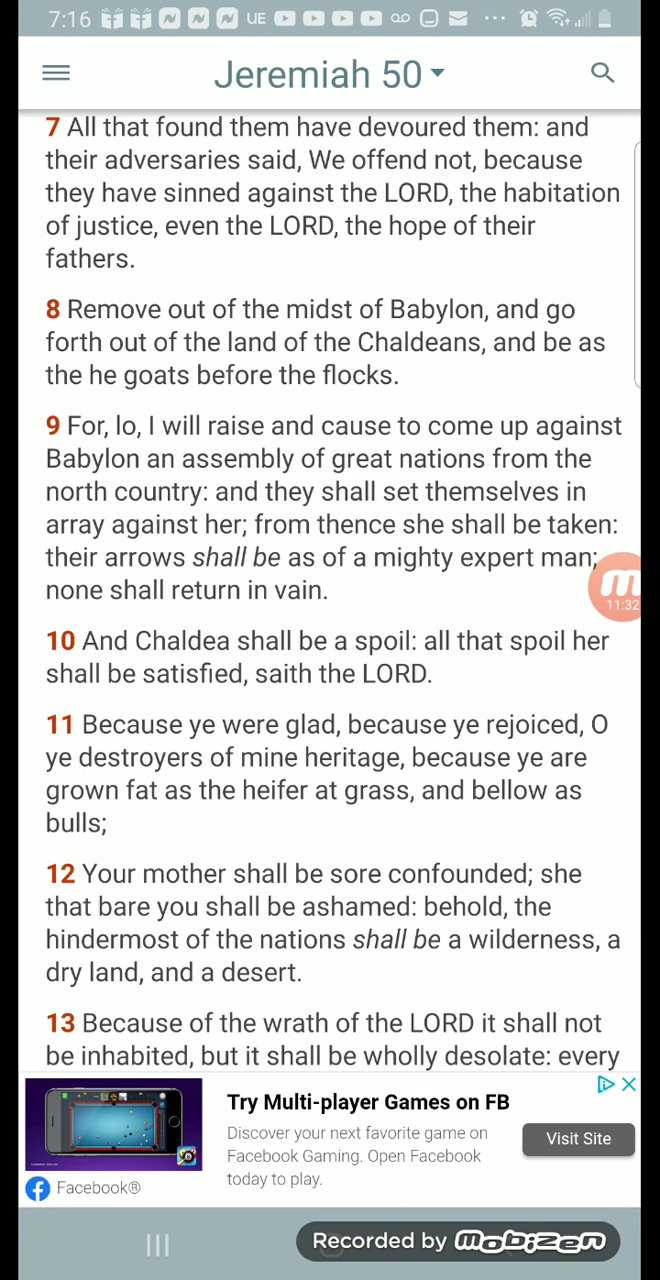 7:16 UE
Jeremiah 50
7 All that found them have devoured them: and
their adversaries said, We offend not, because
they have sinned against the LORD, the habitation
of justice, even the LORD, the hope of their
fathers.
8 Remove out of the midst of Babylon, and go
forth out of the land of the Chaldeans, and be as
the he goats before the flocks.
9 For, lo, I will raise and cause to come up against
Babylon an assembly of great nations from the
north country: and they shall set themselves in
array against her; from thence she shall be taken:
their arrows shall be as of a mighty expert man;
none shall return in vain.
11:32
10 And Chaldea shall be a spoil: all that spoil her
shall be satisfied, saith the LORD.
11 Because ye were glad, because ye rejoiced, O
ye destroyers of mine heritage, because ye are
grown fat as the heifer at grass, and bellow as
bulls;
12 Your mother shall be sore confounded; she
that bare you shall be ashamed: behold, the
hindermost of the nations shall be a wilderness, a
dry land, and a desert.
13 Because of the wrath of the LORD it shall not
be inhabited, but it shall be wholly desolate: every
Try Multi-player Games on FB
Discover your next favorite game on
Facebook Gaming. Open Facebook
today to play.
Visit Site
Facebook®
Recorded by mobizen